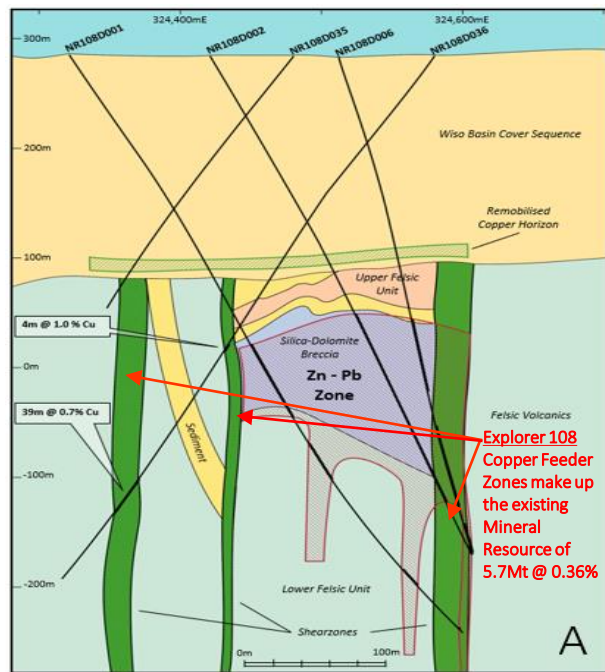 324,400mE
324,600mE
300m
NR108D001
NR108D002
NR108D035
NR108D006
NR108D036
Wiso Basin Cover Sequence
200m
Remobilised
Copper Horizon
100m
Upper Felsic
Unit
4m @ 1.0 % Cu
Silica-Dolomite
Breccia
0m
Zn - Pb
Zone
39m @ 0.7% Cu
Sediment
Felsic Volcanics
Explorer 108
Copper Feeder
Zones make up
the existing
Mineral
Resource of
5.7Mt @ 0.36%
-100m
-200m
Lower Felsic Unit
Shearzones
0m
100m
A